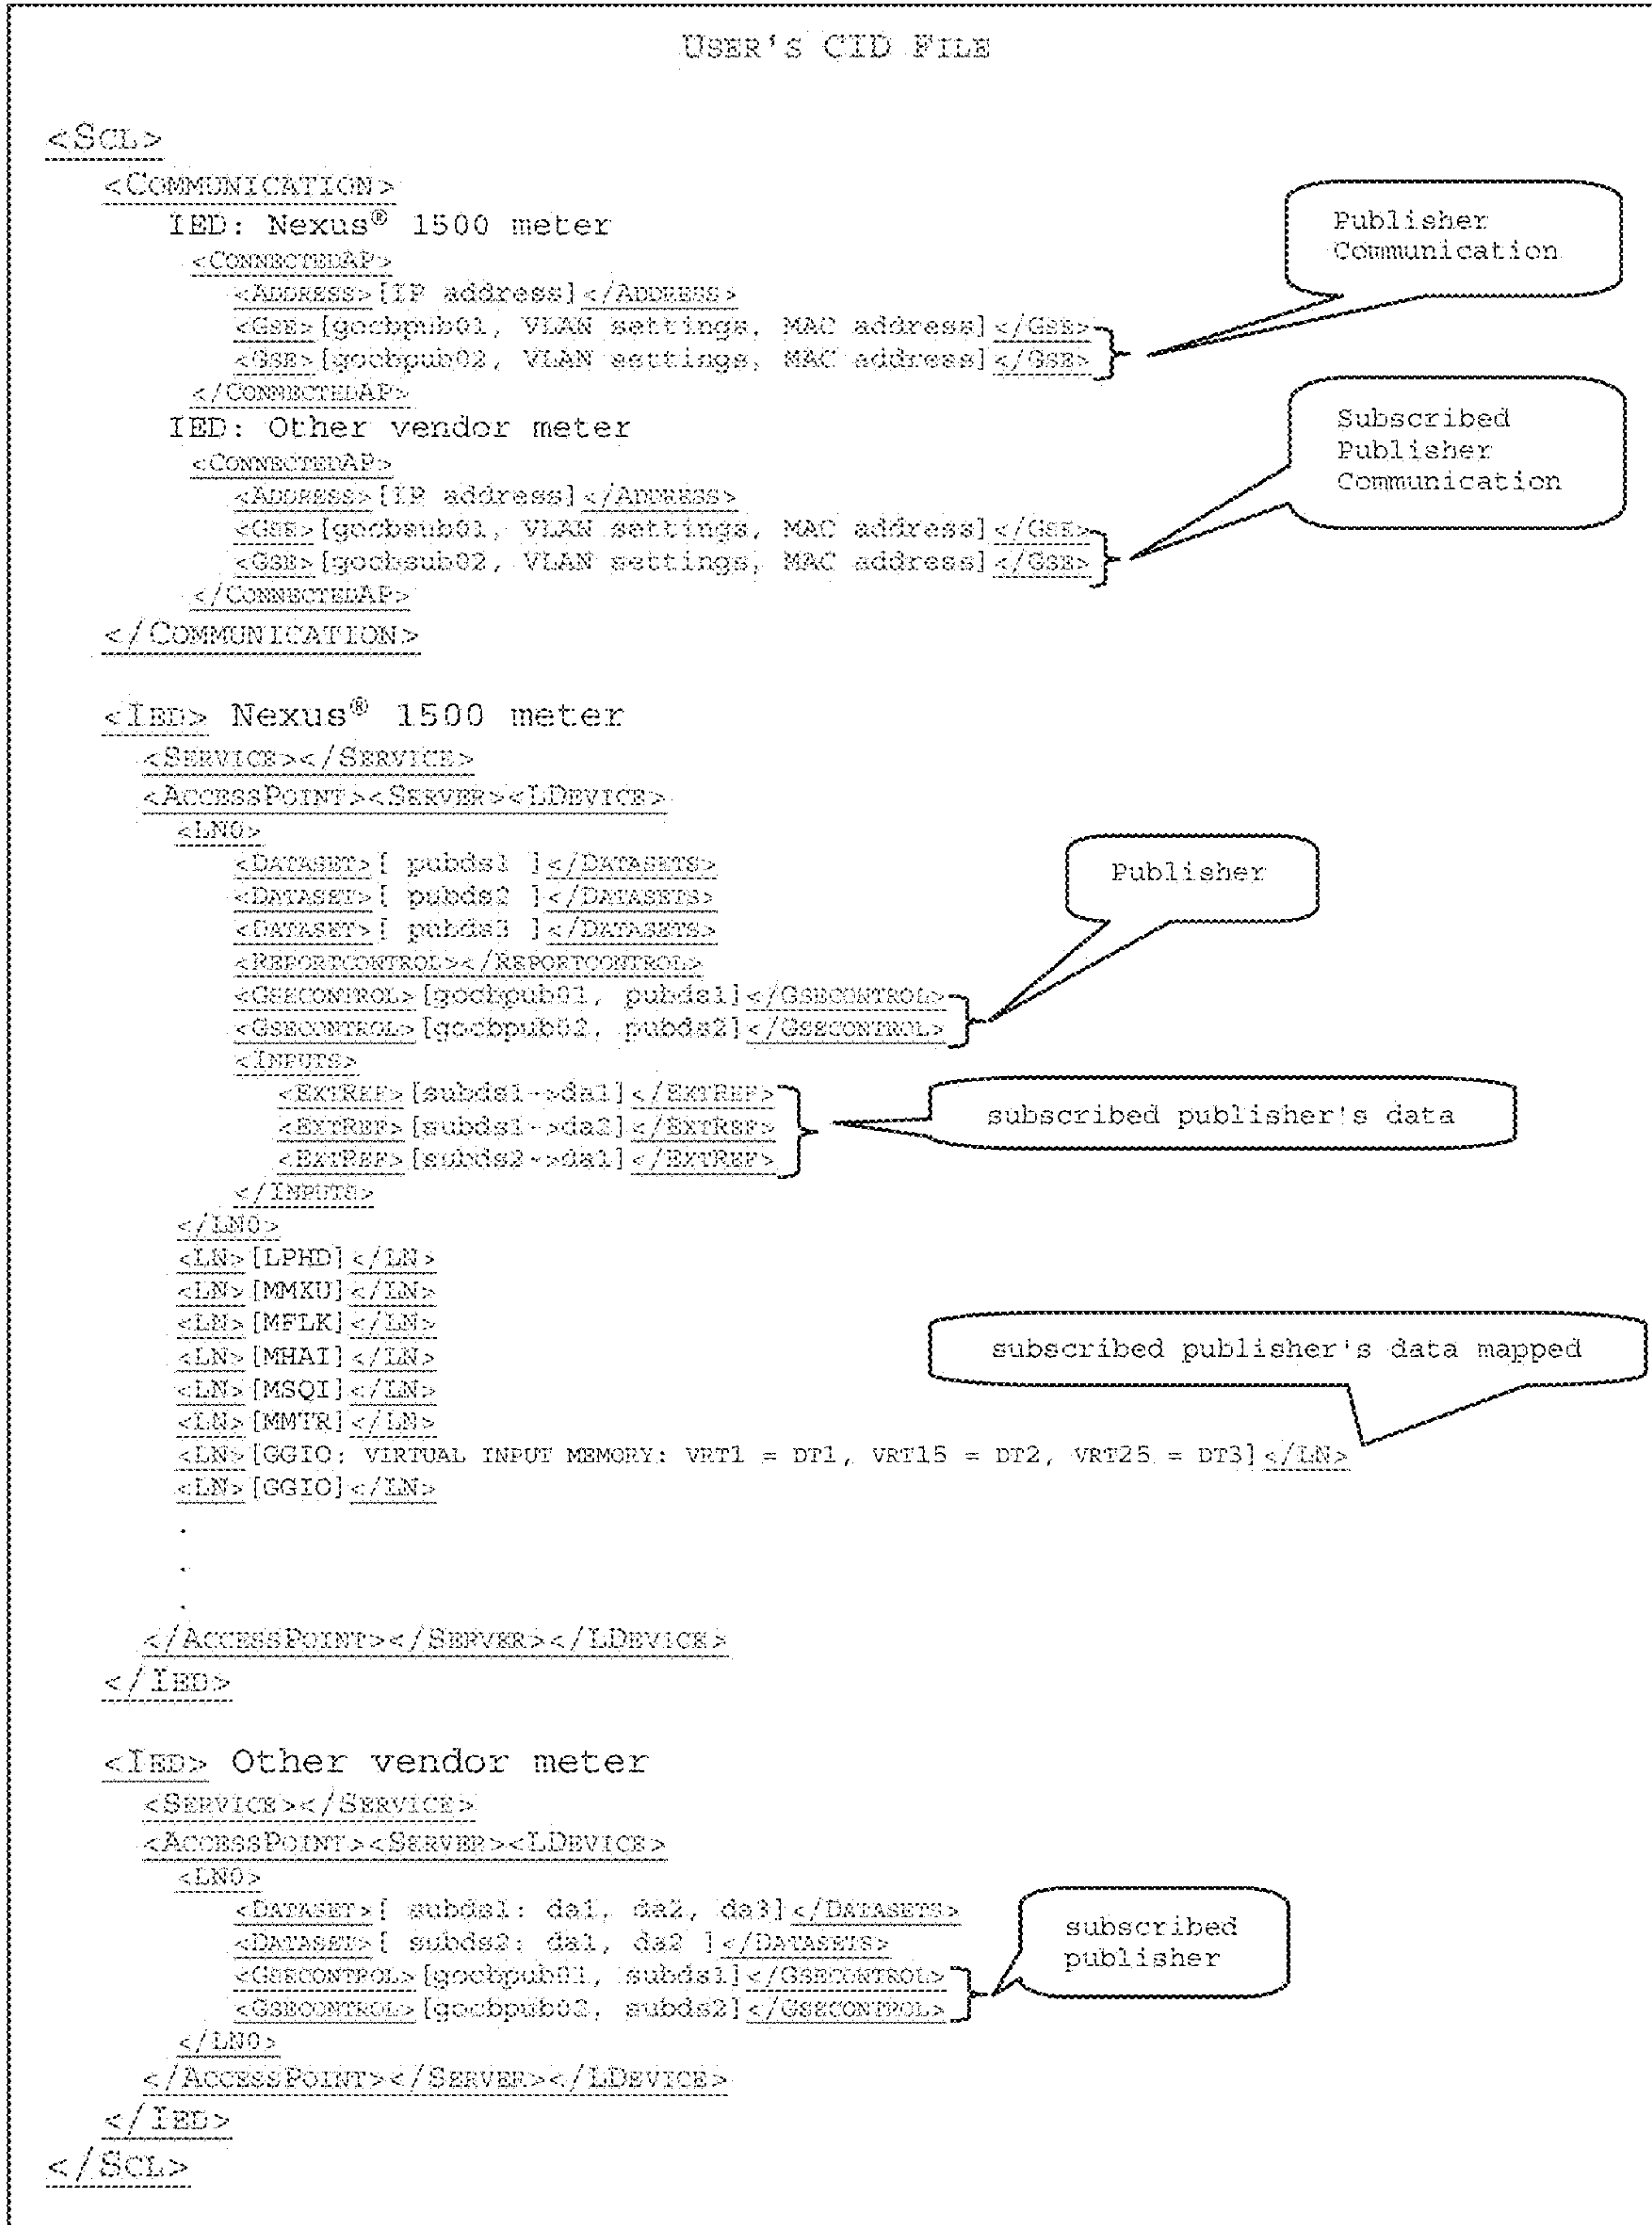 USER'S CID FILE
<SCL>
<COMMUNICATION>
IED: Nexus® 1500 meter
<CONNECTEDAP>
<ADDRESS>[IP address]</ADDRESS>
<GSE>[gocbpub01, VLAN settings, MAC address]</GSE>
<GSE>[gocbpub02, VLAN settings, MAC address]</GSE>
</CONNECTEDAP>
Publisher
Communication
IED: Other vendor meter
<CONNECTEDAP>
<ADDRESS>[IP address]</ADDRESS>
<GSE>[gocbsub01, VLAN settings, MAC address]</GSE>
<GSE>[gocbsub02, VLAN settings, MAC address]</GSE>
</CONNECTEDAP>
Subscribed
Publisher
Communication
</COMMUNICATION>
<IED> Nexus® 1500 meter
<SERVICE></SERVICE>
<ACCESSPOINT><SERVER><LDEVICE>
<LN0>
<DATASET>[ pubds1 ]</DATASETS>
<DATASET>[ pubds2 ]</DATASETS>
<DATASET>[ pubds3 ]</DATASETS>
<REPORTCONTROL></REPORTCONTROL>
<GSECONTROL>[gocbpub01, pubds1]</GSECONTROL>
<GSECONTROL>[gocbpub02, pubds2]</GSECONTROL>
Publisher
<INPUTS>
<EXTREF>[subds1->da1]</EXTREF>
<EXTREF>[subds1->da2]</EXTREF>
<EXTREF>[subds2->da1]</EXTREF>
subscribed publisher's data
</INPUTS>
</LN0>
<LN>[LPHD]</LN>
<LN>[MMXU]</LN>
<LN>[MFLK]</LN>
<LN>[MHAI]</LN>
<LN>[MSQI]</LN>
<LN>[MMTR]</LN>
subscribed publisher's data mapped
<LN>[GGIO: VIRTUAL INPUT MEMORY: VRT1 = DT1, VRT15 = DT2, VRT25 = DT3]</LN>
<LN>[GGIO]</LN>
.
.
.
</ACCESSPOINT></SERVER></LDEVICE>
</IED>
<IED> Other vendor meter
<SERVICE></SERVICE>
<ACCESSPOINT><SERVER><LDEVICE>
<LN0>
<DATASET>[ subds1: da1, da2, da3]</DATASETS>
<DATASET>[ subds2: da1, da2 ]</DATASETS>
<GSECONTROL>[gocbpub01, subds1]</GSECONTROL>
<GSECONTROL>[gocbpub02, subds2]</GSECONTROL>
subscribed
publisher
</LN0>
</ACCESSPOINT></SERVER></LDEVICE>
</IED>
</SCL>